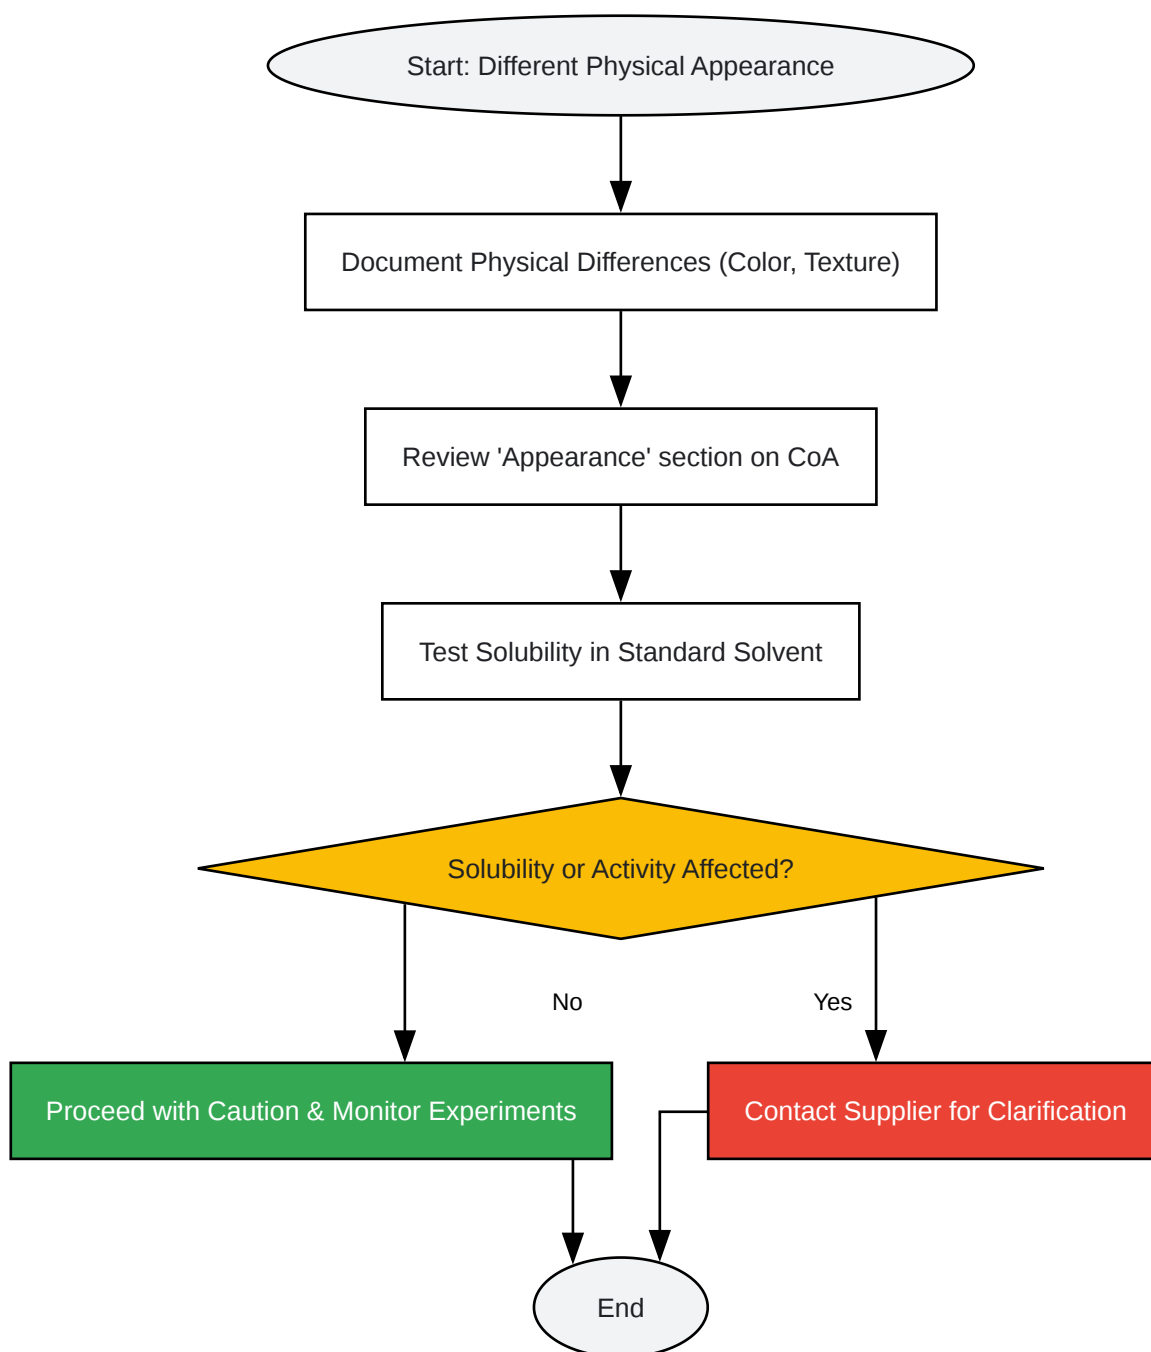 Start: Different Physical Appearance
Document Physical Differences (Color, Texture)
Review 'Appearance' section on CoA
Test Solubility in Standard Solvent
Solubility or Activity Affected?
No
Yes
Proceed with Caution & Monitor Experiments
Contact Supplier for Clarification
End